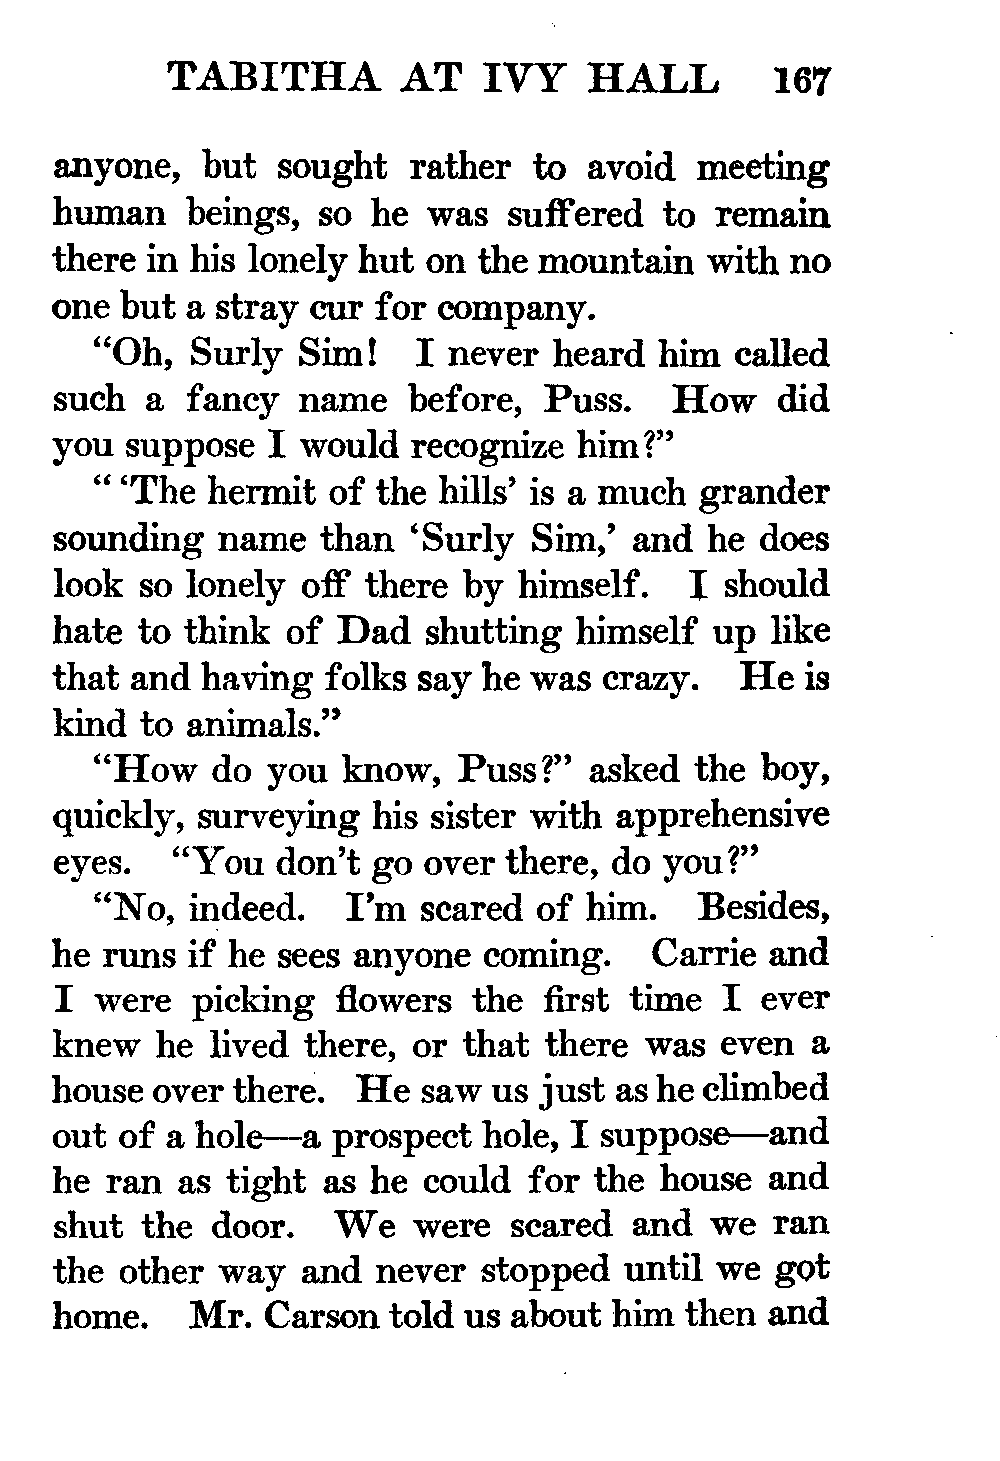 TABITHA AT IVY HALL 167
anyone, but sought rather to avoid meeting
human beings, so he was suffered to remain
there in his lonely hut on the mountain with no
one but a stray cur for company.
“Oh, Surly Sim! I never heard him called
such a fancy name before, Puss. How did
you suppose I would recognize him?”
“ ‘The hermit of the hills’ is a much grander
sounding name than ‘Surly Sim,’ and he does
look so lonely off there by himself. I should
hate to think of Dad shutting himself up like
that and having folks say he was crazy. He is
kind to animals.”
“How do you know, Puss?” asked the boy,
quickly, surveying his sister with apprehensive
eyes. “You don’t go over there, do you?”
“No, indeed. I’m scared of him. Besides,
he runs if he sees anyone coming. Carrie and
I were picking flowers the first time I ever
knew he lived there, or that there was even a
house over there. He saw us just as he climbed
out of a hole—a prospect hole, I suppose—and
he ran as tight as he could for the house and
shut the door. We were scared and we ran
the other way and never stopped until we got
home. Mr. Carson told us about him then and